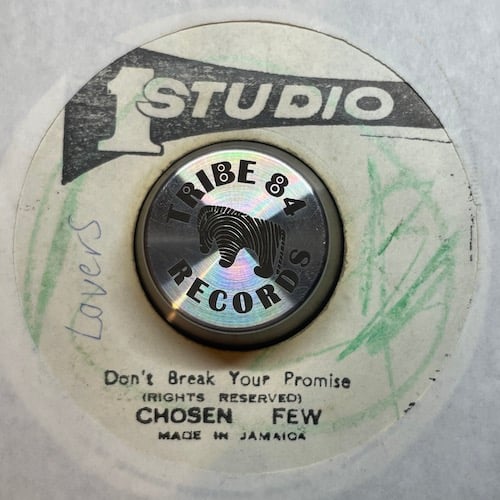 1 STUDIO
TRIBE 84
RECORDS
Lovers
Don't Break Your Promise
(RIGHTS RESERVED)
CHOSEN FEW
MADE IN JAMAICA